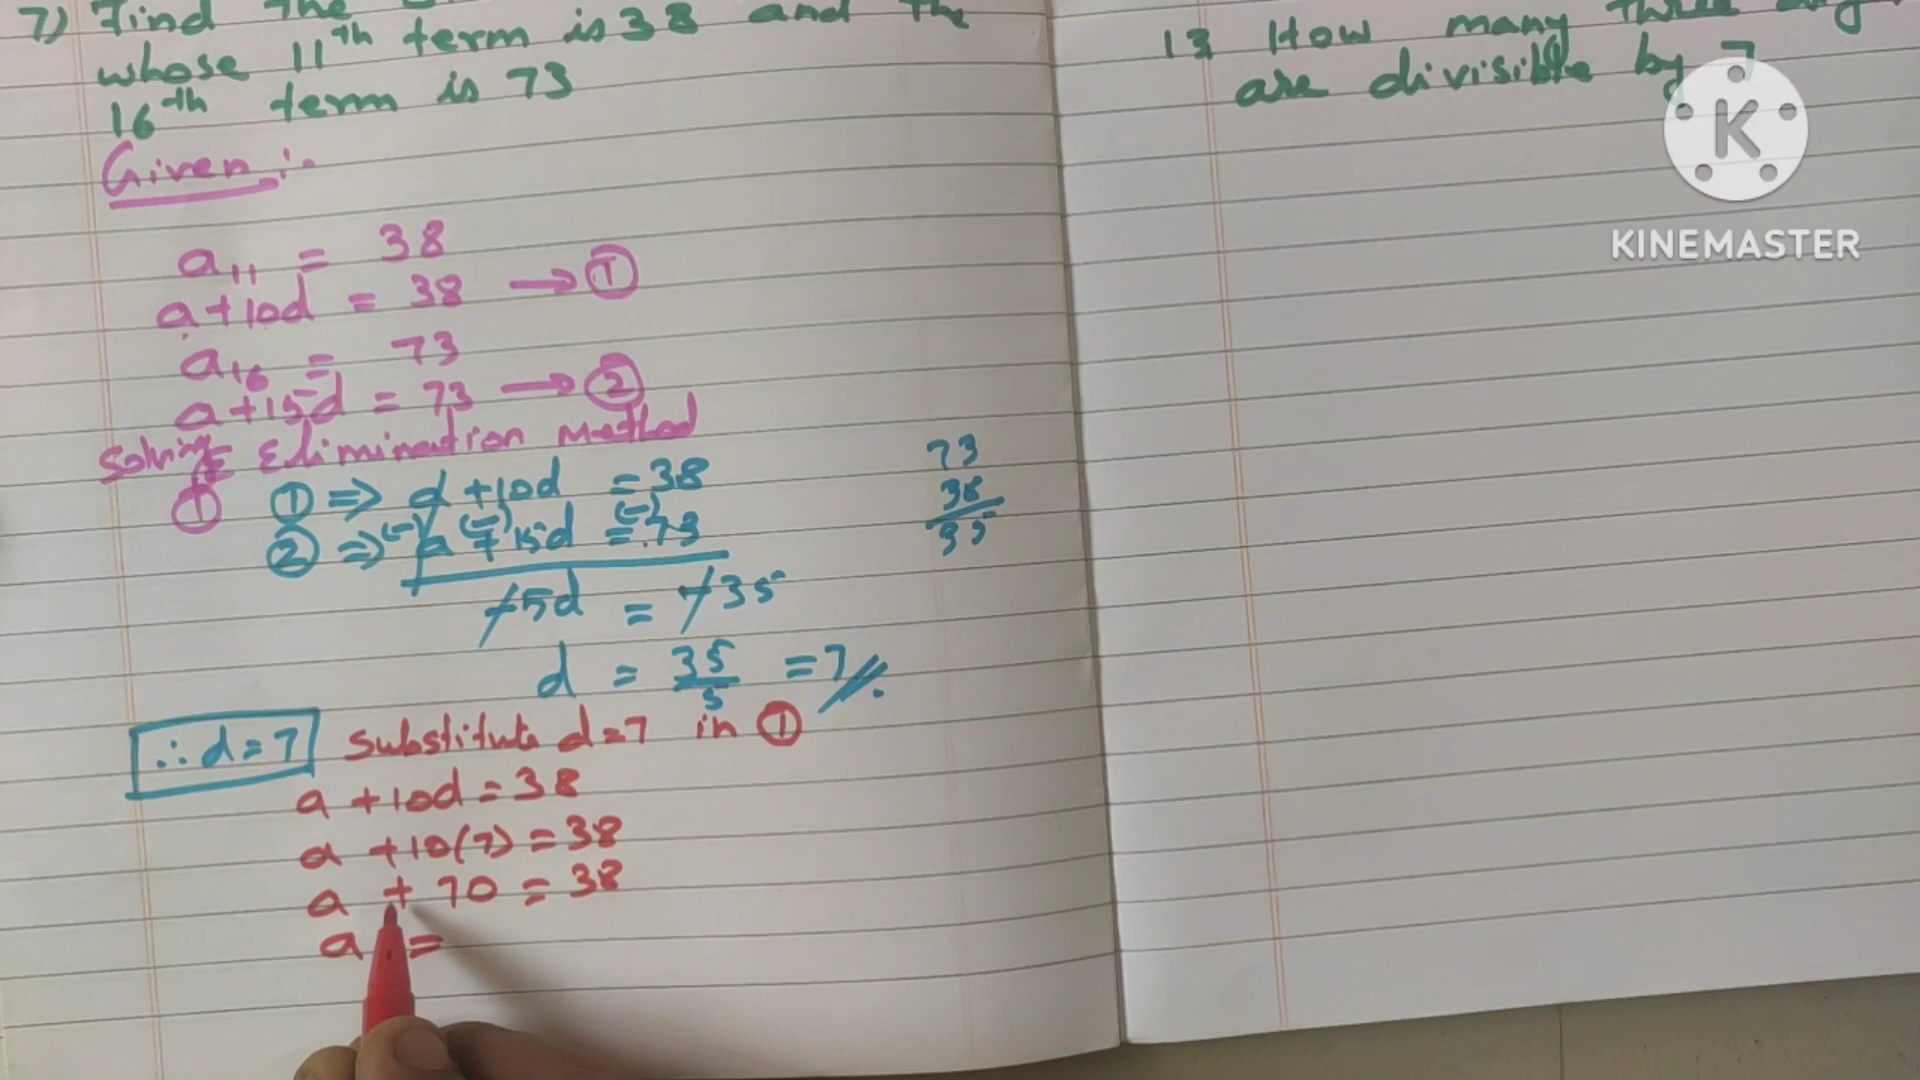 7) Find the
whose 11th term is 38 and the
16th term is 73
Given :-
a11 = 38
a+10d = 38 → ①
a16 = 73
a+15d = 73 → ②
Solving Elimination Method
①
① ⇒ a +10d = 38
② ⇒ (-) a (-) + 15d (-) = 73
-5d = -35
d = 35/5 = 7//.
73
38
35
∴ d = 7 Substitute d=7 in ①
a +10d = 38
a +10(7) = 38
a + 70 = 38
a =
13 How many three
are divisible by 7
K
KINEMASTER